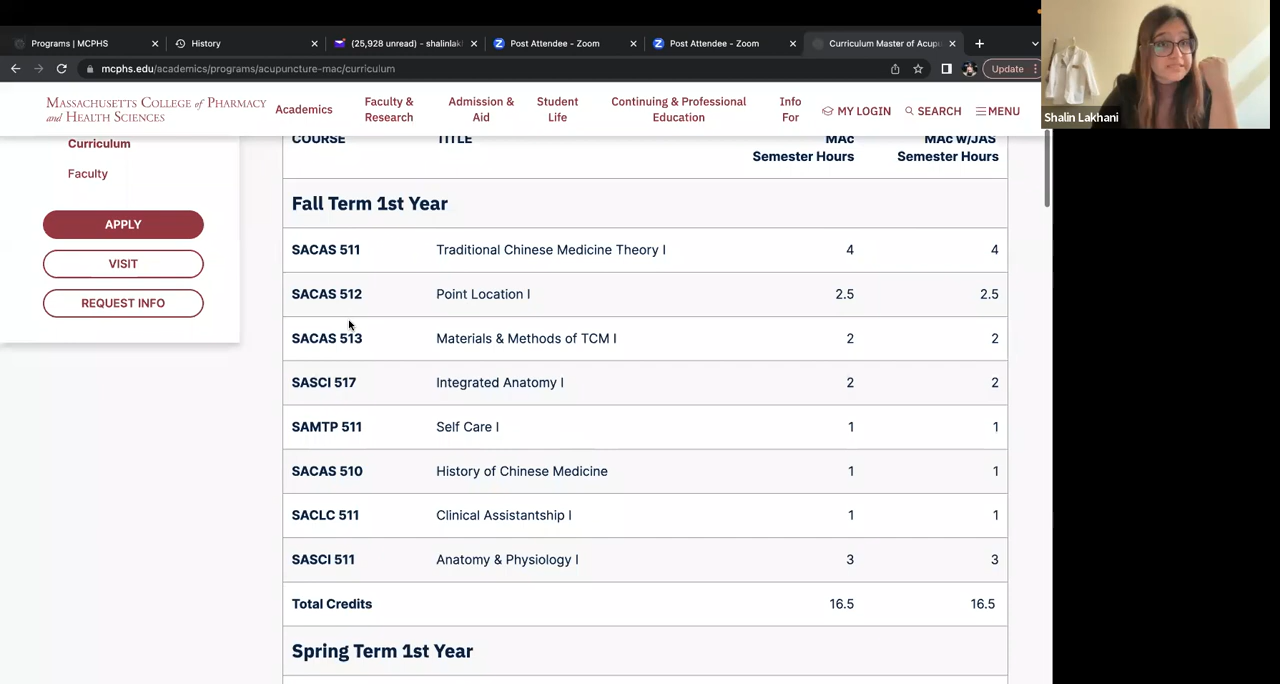 Programs | MCPHS
History
(25,928 unread) - shalinlak
Post Attendee - Zoom
Post Attendee - Zoom
Curriculum Master of Acupu
mcphs.edu/academics/programs/acupuncture-mac/curriculum
Update
MASSACHUSETTS COLLEGE of PHARMACY
and HEALTH SCIENCES
Academics
Faculty &
Research
Admission &
Aid
Student
Life
Continuing & Professional
Education
Info
For
MY LOGIN
SEARCH
MENU
Shalin Lakhani
Curriculum
Faculty
APPLY
VISIT
REQUEST INFO
COURSE TITLE MAc MAc w/JAS
Semester Hours Semester Hours
Fall Term 1st Year
SACAS 511 Traditional Chinese Medicine Theory I 4 4
SACAS 512 Point Location I 2.5 2.5
SACAS 513 Materials & Methods of TCM I 2 2
SASCI 517 Integrated Anatomy I 2 2
SAMTP 511 Self Care I 1 1
SACAS 510 History of Chinese Medicine 1 1
SACLC 511 Clinical Assistantship I 1 1
SASCI 511 Anatomy & Physiology I 3 3
Total Credits 16.5 16.5
Spring Term 1st Year